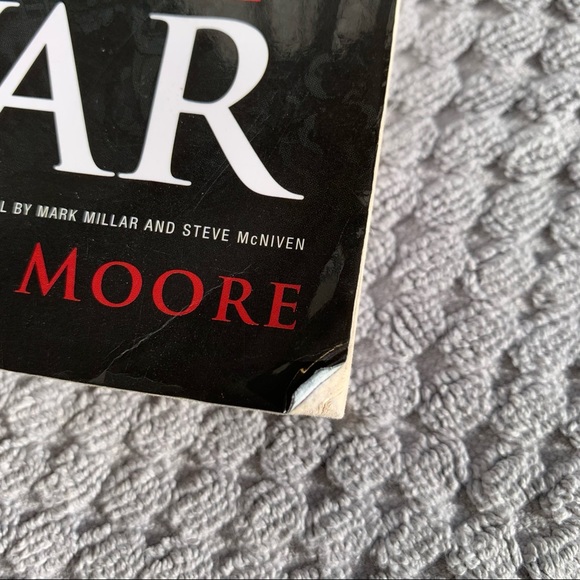 AR
L BY MARK MILLAR AND STEVE McNIVEN
MOORE